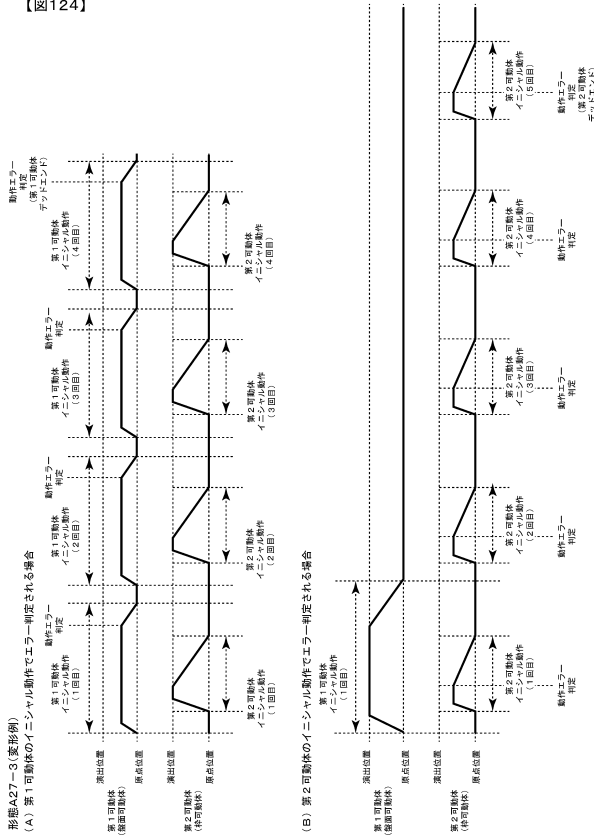 【図124】
形態A27－3(変形例)
(A) 第1可動体のイニシャル動作でエラー判定される場合
演出位置
第1可動体
(盤面可動体)
原点位置
演出位置
第2可動体
(枠可動体)
原点位置
第1可動体
イニシャル動作
(1回目)
動作エラー
判定
第1可動体
イニシャル動作
(2回目)
動作エラー
判定
第1可動体
イニシャル動作
(3回目)
動作エラー
判定
第1可動体
イニシャル動作
(4回目)
動作エラー
判定
(第1可動体
デッドエンド)
第2可動体
イニシャル動作
(1回目)
第2可動体
イニシャル動作
(2回目)
第2可動体
イニシャル動作
(3回目)
第2可動体
イニシャル動作
(4回目)
(B) 第2可動体のイニシャル動作でエラー判定される場合
演出位置
第1可動体
(盤面可動体)
原点位置
演出位置
第2可動体
(枠可動体)
原点位置
第1可動体
イニシャル動作
(1回目)
第2可動体
イニシャル動作
(1回目)
動作エラー
判定
第2可動体
イニシャル動作
(2回目)
動作エラー
判定
第2可動体
イニシャル動作
(3回目)
動作エラー
判定
第2可動体
イニシャル動作
(4回目)
動作エラー
判定
第2可動体
イニシャル動作
(5回目)
動作エラー
判定
(第2可動体
デッドエンド)